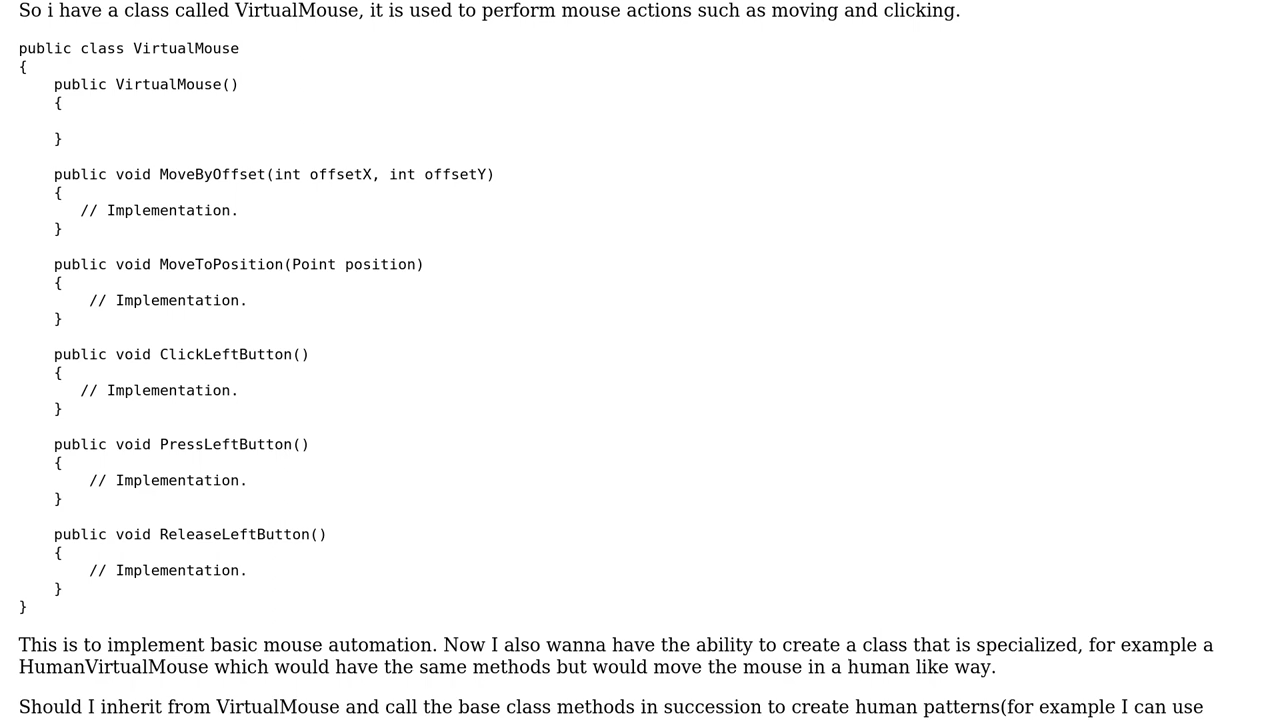 So i have a class called VirtualMouse, it is used to perform mouse actions such as moving and clicking.
public class VirtualMouse
{
    public VirtualMouse()
    {

    }

    public void MoveByOffset(int offsetX, int offsetY)
    {
       // Implementation.
    }

    public void MoveToPosition(Point position)
    {
        // Implementation.
    }

    public void ClickLeftButton()
    {
       // Implementation.
    }

    public void PressLeftButton()
    {
        // Implementation.
    }

    public void ReleaseLeftButton()
    {
        // Implementation.
    }
}
This is to implement basic mouse automation. Now I also wanna have the ability to create a class that is specialized, for example a
HumanVirtualMouse which would have the same methods but would move the mouse in a human like way.
Should I inherit from VirtualMouse and call the base class methods in succession to create human patterns(for example I can use